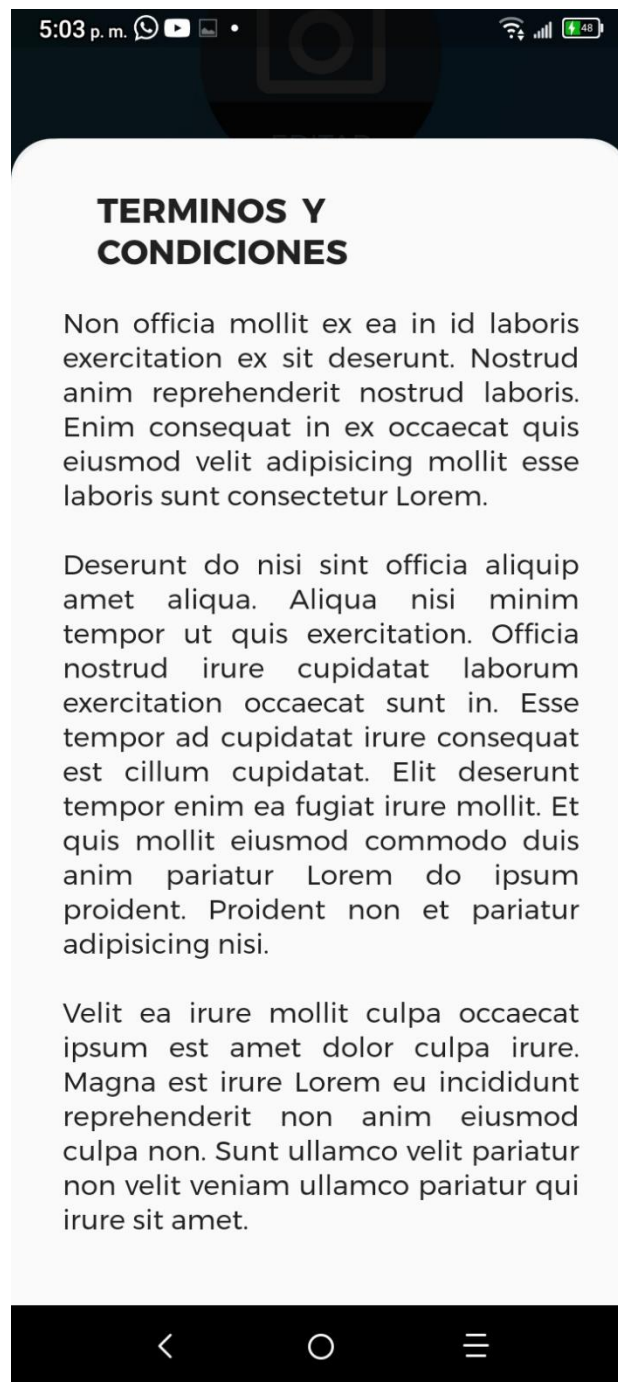 5:03 p. m.
48
EDITAR
TERMINOS Y
CONDICIONES
Non officia mollit ex ea in id laboris
exercitation ex sit deserunt. Nostrud
anim reprehenderit nostrud laboris.
Enim consequat in ex occaecat quis
eiusmod velit adipisicing mollit esse
laboris sunt consectetur Lorem.
Deserunt do nisi sint officia aliquip
amet aliqua. Aliqua nisi minim
tempor ut quis exercitation. Officia
nostrud irure cupidatat laborum
exercitation occaecat sunt in. Esse
tempor ad cupidatat irure consequat
est cillum cupidatat. Elit deserunt
tempor enim ea fugiat irure mollit. Et
quis mollit eiusmod commodo duis
anim pariatur Lorem do ipsum
proident. Proident non et pariatur
adipisicing nisi.
Velit ea irure mollit culpa occaecat
ipsum est amet dolor culpa irure.
Magna est irure Lorem eu incididunt
reprehenderit non anim eiusmod
culpa non. Sunt ullamco velit pariatur
non velit veniam ullamco pariatur qui
irure sit amet.